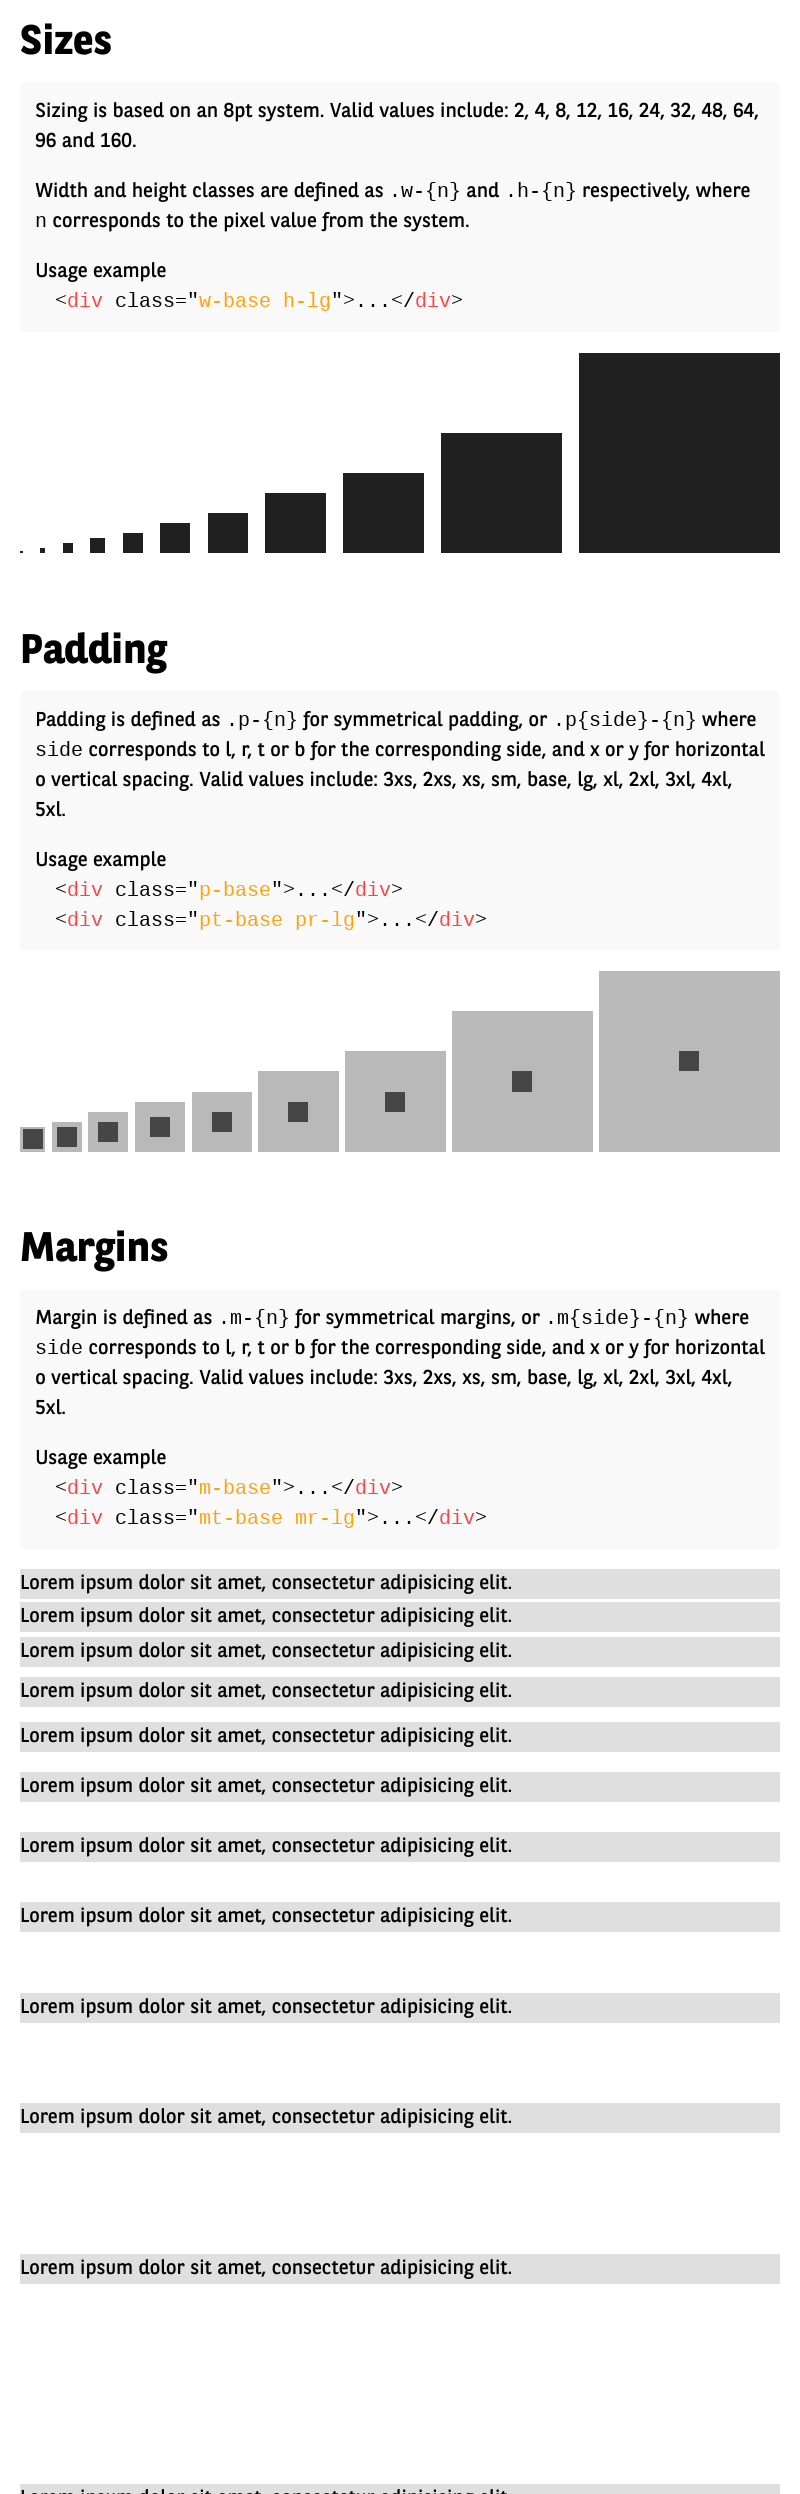 Sizes
Sizing is based on an 8pt system. Valid values include: 2, 4, 8, 12, 16, 24, 32, 48, 64,
96 and 160.
Width and height classes are defined as .w-{n} and .h-{n} respectively, where
n corresponds to the pixel value from the system.
Usage example
<div class="w-base h-lg">...</div>
Padding
Padding is defined as .p-{n} for symmetrical padding, or .p{side}-{n} where
side corresponds to l, r, t or b for the corresponding side, and x or y for horizontal
o vertical spacing. Valid values include: 3xs, 2xs, xs, sm, base, lg, xl, 2xl, 3xl, 4xl,
5xl.
Usage example
<div class="p-base">...</div>
<div class="pt-base pr-lg">...</div>
Margins
Margin is defined as .m-{n} for symmetrical margins, or .m{side}-{n} where
side corresponds to l, r, t or b for the corresponding side, and x or y for horizontal
o vertical spacing. Valid values include: 3xs, 2xs, xs, sm, base, lg, xl, 2xl, 3xl, 4xl,
5xl.
Usage example
<div class="m-base">...</div>
<div class="mt-base mr-lg">...</div>
Lorem ipsum dolor sit amet, consectetur adipisicing elit.
Lorem ipsum dolor sit amet, consectetur adipisicing elit.
Lorem ipsum dolor sit amet, consectetur adipisicing elit.
Lorem ipsum dolor sit amet, consectetur adipisicing elit.
Lorem ipsum dolor sit amet, consectetur adipisicing elit.
Lorem ipsum dolor sit amet, consectetur adipisicing elit.
Lorem ipsum dolor sit amet, consectetur adipisicing elit.
Lorem ipsum dolor sit amet, consectetur adipisicing elit.
Lorem ipsum dolor sit amet, consectetur adipisicing elit.
Lorem ipsum dolor sit amet, consectetur adipisicing elit.
Lorem ipsum dolor sit amet, consectetur adipisicing elit.